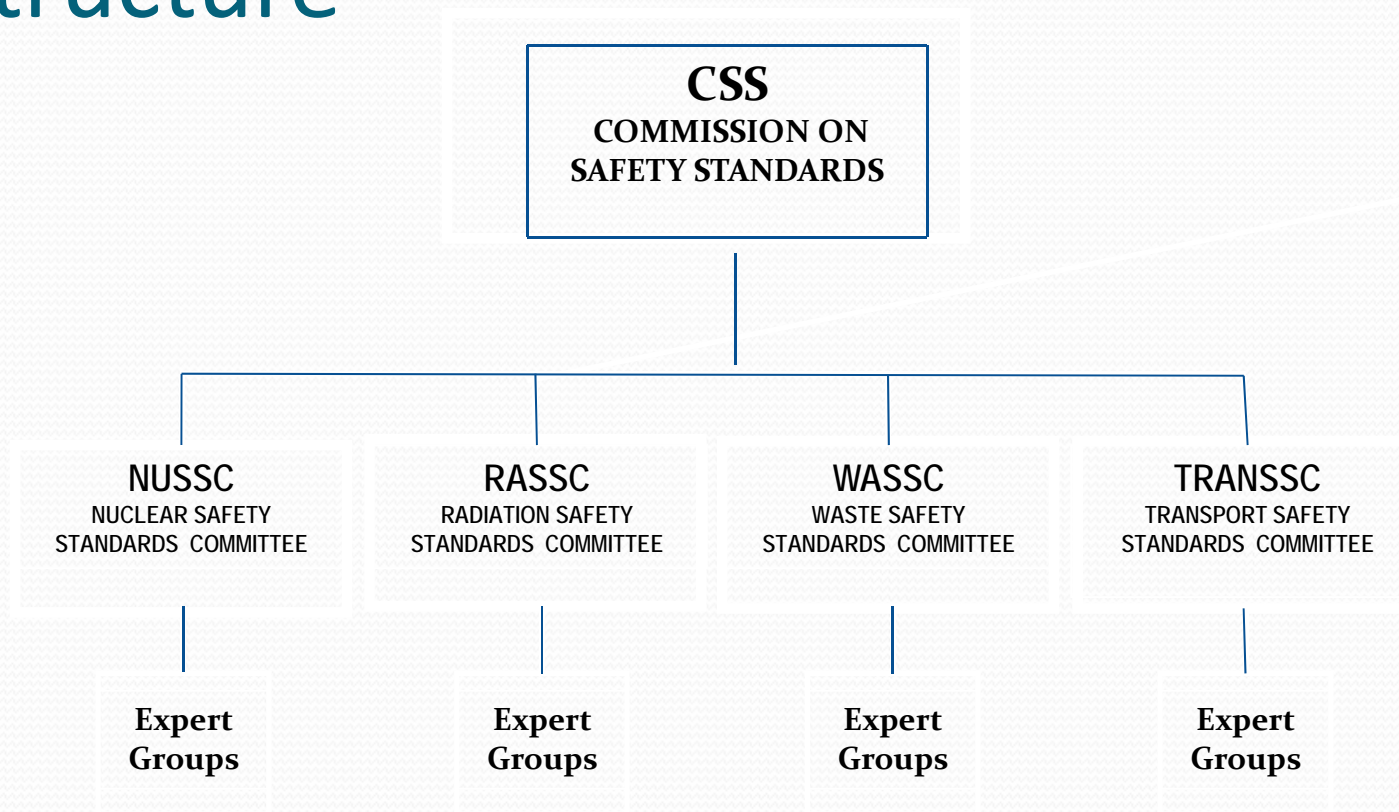 CSS
COMMISSION ON
SAFETY STANDARDS
NUSSC
NUCLEAR SAFETY
STANDARDS COMMITTEE
RASSC
RADIATION SAFETY
STANDARDS COMMITTEE
WASSC
WASTE SAFETY
STANDARDS COMMITTEE
TRANSSC
TRANSPORT SAFETY
STANDARDS COMMITTEE
Expert
Groups
Expert
Groups
Expert
Groups
Expert
Groups